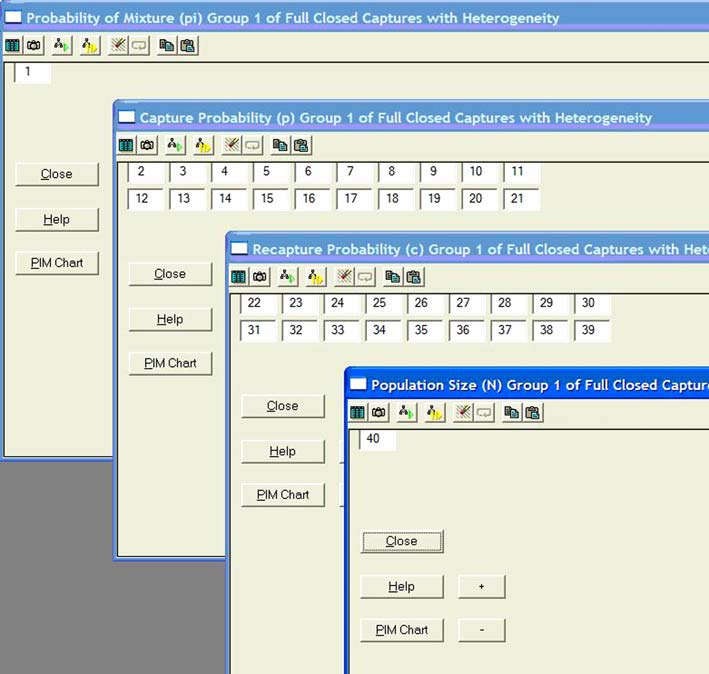 Probability of Mixture (pi) Group 1 of Full Closed Captures with Heterogeneity
1
Close
Help
PIM Chart
Capture Probability (p) Group 1 of Full Closed Captures with Heterogeneity
2 3 4 5 6 7 8 9 10 11
12 13 14 15 16 17 18 19 20 21
Close
Help
PIM Chart
Recapture Probability (c) Group 1 of Full Closed Captures with Hete
22 23 24 25 26 27 28 29 30
31 32 33 34 35 36 37 38 39
Close
Help
PIM Chart
Population Size (N) Group 1 of Full Closed Capture
40
Close
Help +
PIM Chart -